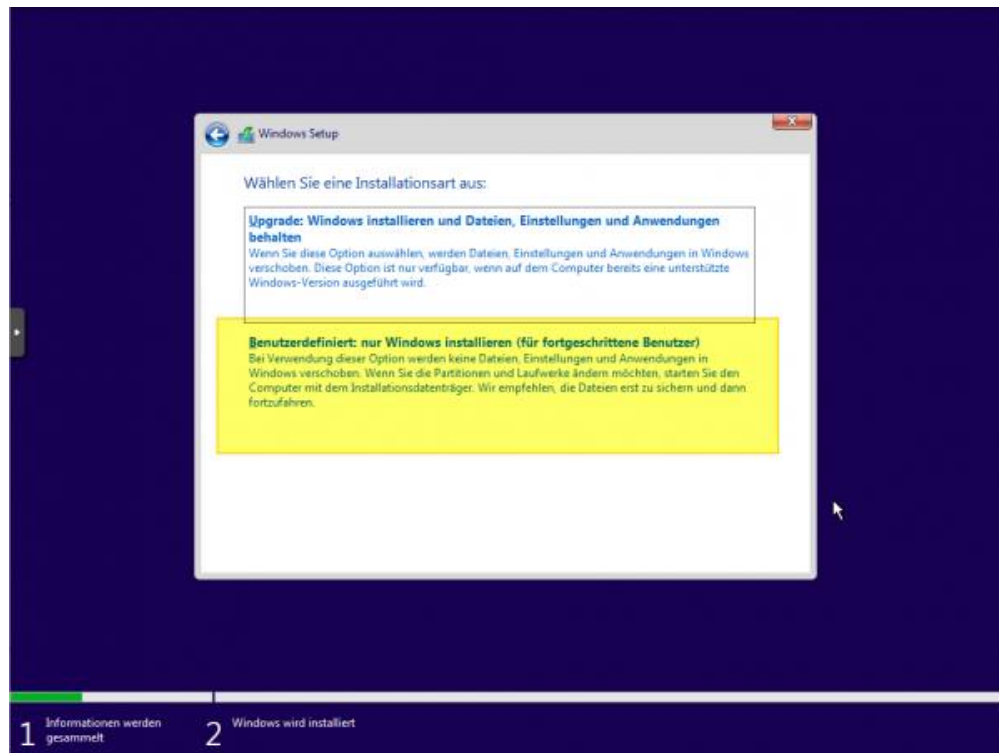 Windows Setup
Wählen Sie eine Installationsart aus:
Upgrade: Windows installieren und Dateien, Einstellungen und Anwendungen
behalten
Wenn Sie diese Option auswählen, werden Dateien, Einstellungen und Anwendungen in Windows
verschoben. Diese Option ist nur verfügbar, wenn auf dem Computer bereits eine unterstützte
Windows-Version ausgeführt wird.
Benutzerdefiniert: nur Windows installieren (für fortgeschrittene Benutzer)
Bei Verwendung dieser Option werden keine Dateien, Einstellungen und Anwendungen in
Windows verschoben. Wenn Sie die Partitionen und Laufwerke ändern möchten, starten Sie den
Computer mit dem Installationsdatenträger. Wir empfehlen, die Dateien erst zu sichern und dann
fortzufahren.
1 Informationen werden
gesammelt
2 Windows wird installiert